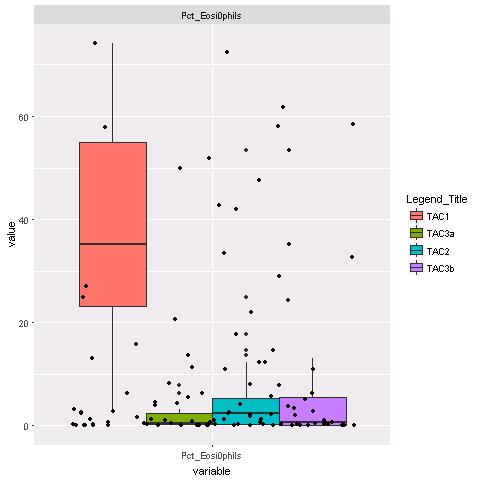 Pct_Eosi0phils
60
40
20
0
value
Pct_Eosi0phils
variable
Legend_Title
TAC1
TAC3a
TAC2
TAC3b